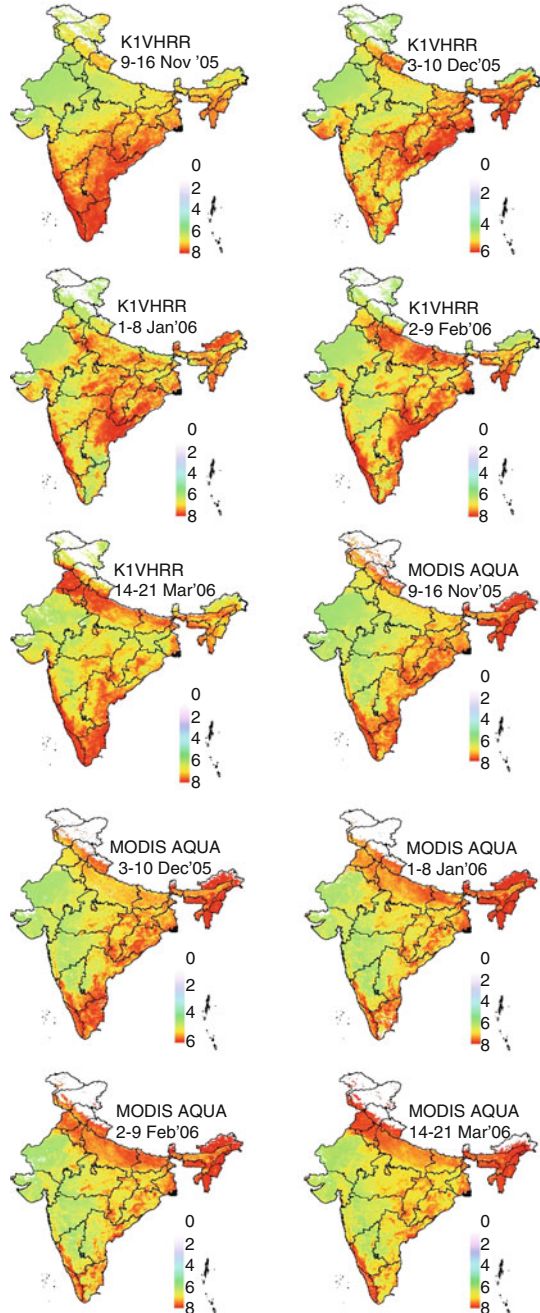 K1VHRR
9-16 Nov '05
0
2
4
6
8
K1VHRR
3-10 Dec'05
0
2
4
6
K1VHRR
1-8 Jan'06
0
2
4
6
8
K1VHRR
2-9 Feb'06
0
2
4
6
8
K1VHRR
14-21 Mar'06
0
2
4
6
8
MODIS AQUA
9-16 Nov'05
0
2
4
6
8
MODIS AQUA
3-10 Dec'05
0
2
4
6
MODIS AQUA
1-8 Jan'06
0
2
4
6
8
MODIS AQUA
2-9 Feb'06
0
2
4
6
8
MODIS AQUA
14-21 Mar'06
0
2
4
6
8